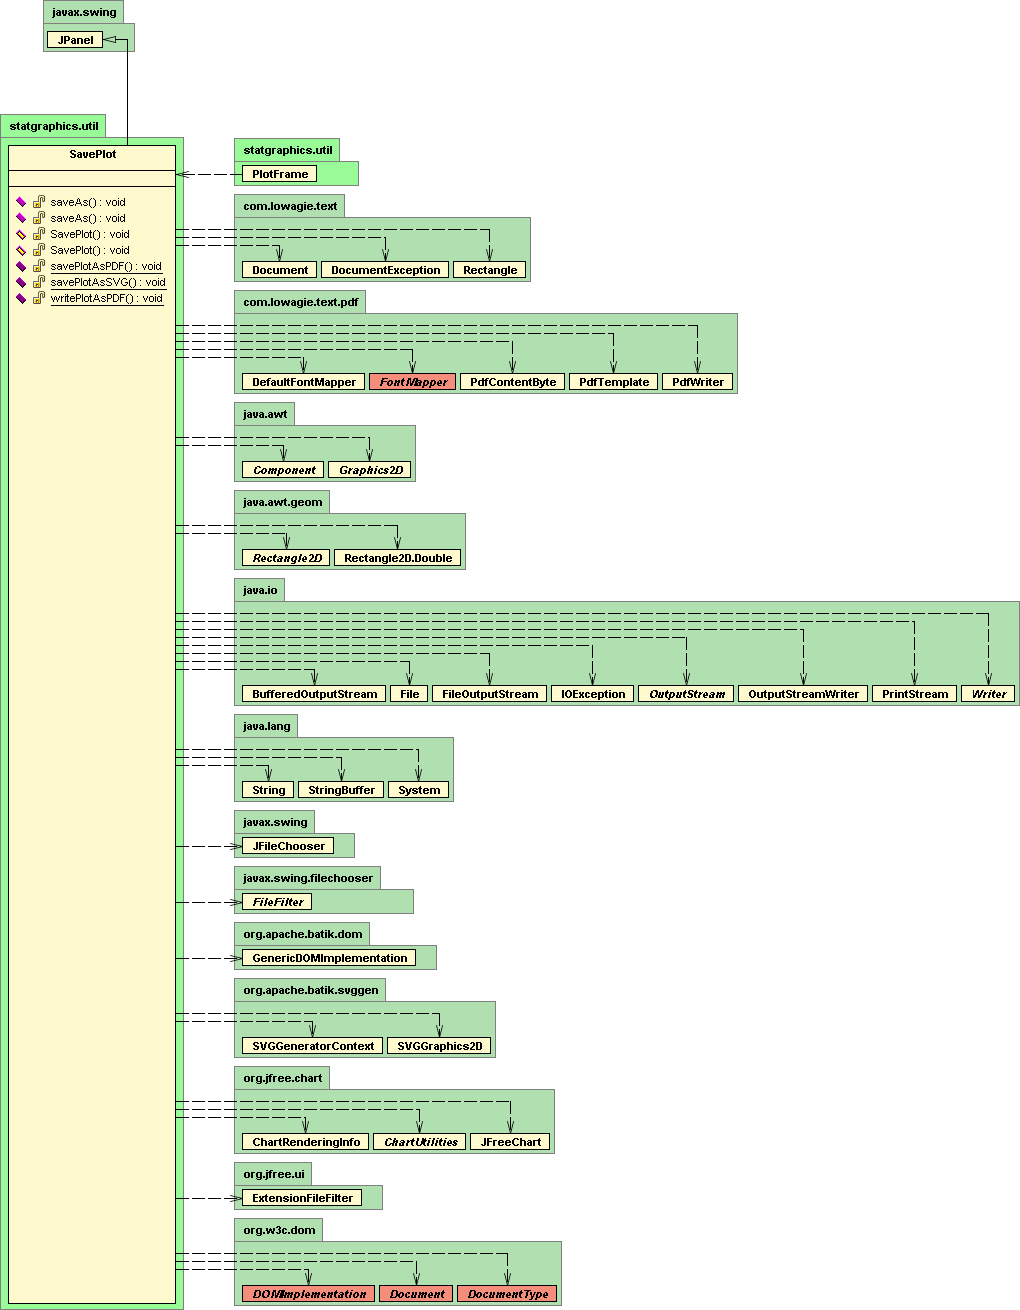 javax.swing
JPanel
statgraphics.util
SavePlot
saveAs() : void
saveAs() : void
SavePlot() : void
SavePlot() : void
savePlotAsPDF() : void
savePlotAsSVG() : void
writePlotAsPDF() : void
statgraphics.util
PlotFrame
com.lowagie.text
Document DocumentException Rectangle
com.lowagie.text.pdf
DefaultFontMapper FontMapper PdfContentByte PdfTemplate PdfWriter
java.awt
Component Graphics2D
java.awt.geom
Rectangle2D Rectangle2D.Double
java.io
BufferedOutputStream File FileOutputStream IOException OutputStream OutputStreamWriter PrintStream Writer
java.lang
String StringBuffer System
javax.swing
JFileChooser
javax.swing.filechooser
FileFilter
org.apache.batik.dom
GenericDOMImplementation
org.apache.batik.svggen
SVGGeneratorContext SVGGraphics2D
org.jfree.chart
ChartRenderingInfo ChartUtilities JFreeChart
org.jfree.ui
ExtensionFileFilter
org.w3c.dom
DOMImplementation Document DocumentType